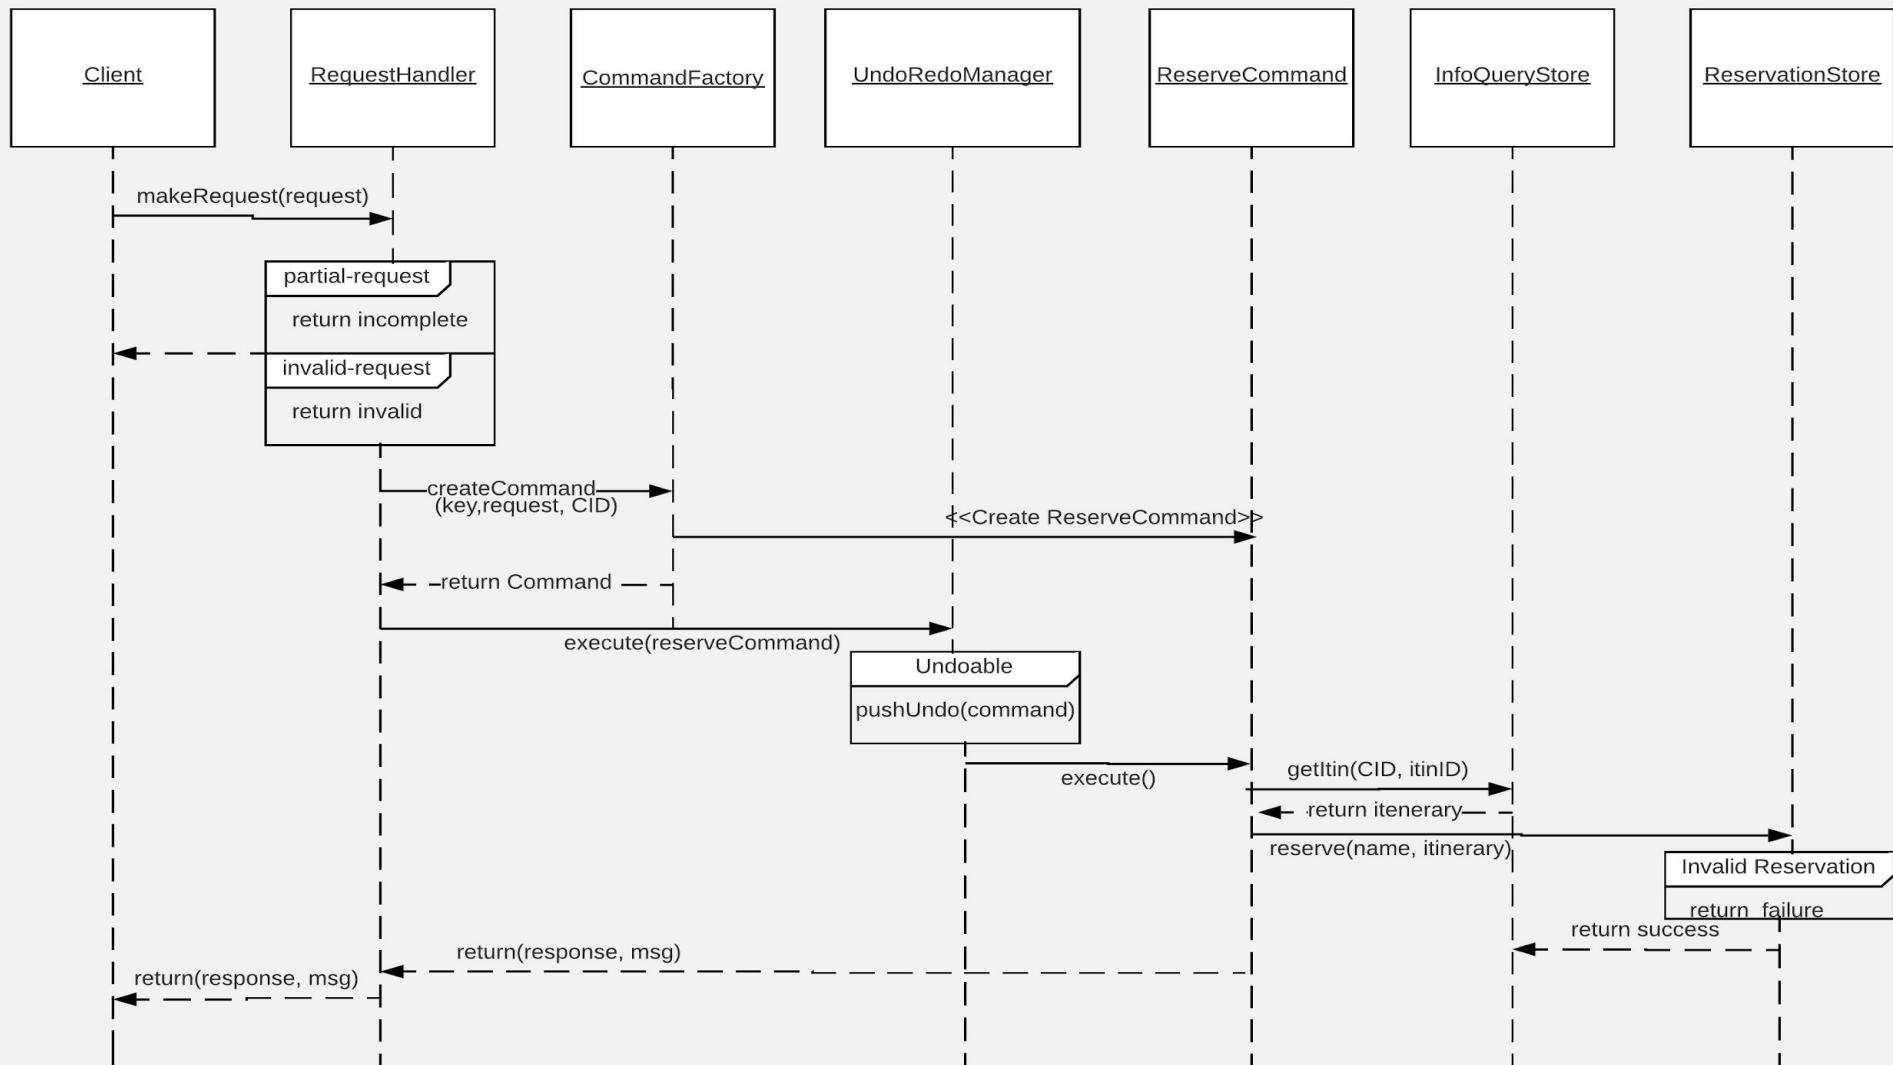 Client
RequestHandler
CommandFactory
UndoRedoManager
ReserveCommand
InfoQueryStore
ReservationStore
makeRequest(request)
partial-request
return incomplete
invalid-request
return invalid
createCommand
(key,request, CID)
<<Create ReserveCommand>>
return Command
execute(reserveCommand)
Undoable
pushUndo(command)
execute()
getItin(CID, itinID)
return itenerary
reserve(name, itinerary)
Invalid Reservation
return failure
return success
return(response, msg)
return(response, msg)